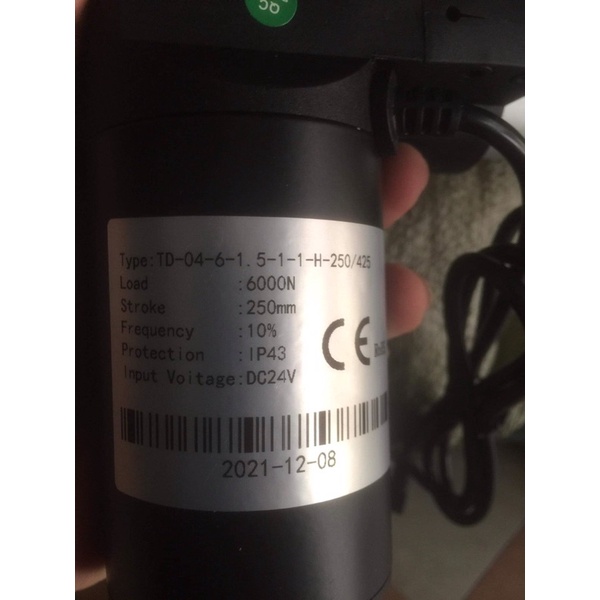 Type:TD-04-6-1.5-1-1-H-250/425
Load :6000N
Stroke :250mm
Frequency :10%
Protection :IP43
Input Voitage:DC24V
CE
2021-12-08